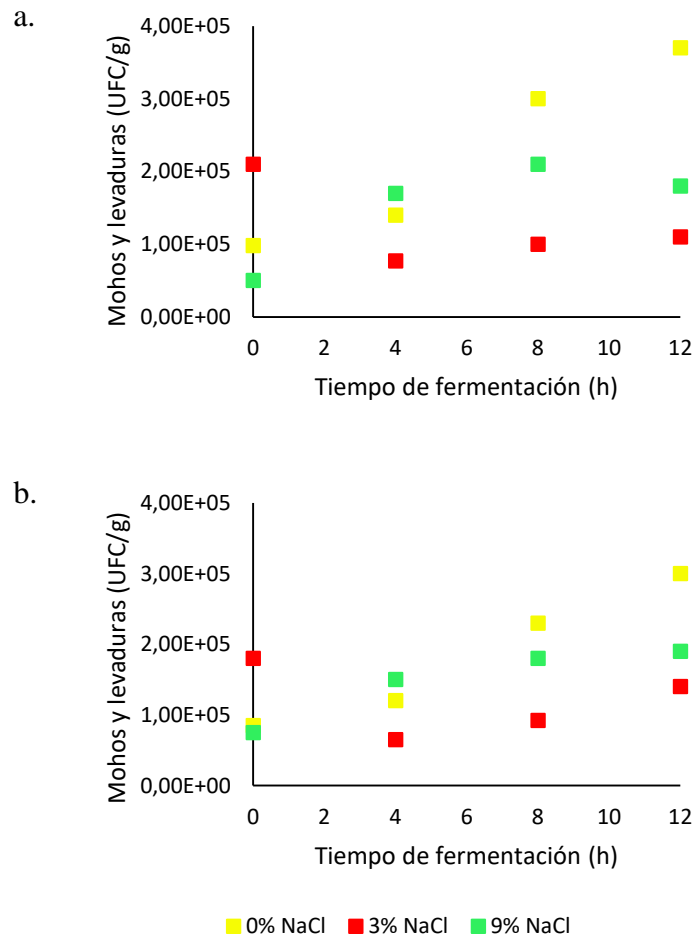 a.
Mohos y levaduras (UFC/g)
4,00E+05
3,00E+05
2,00E+05
1,00E+05
0,00E+00
0 2 4 6 8 10 12
Tiempo de fermentación (h)
b.
Mohos y levaduras (UFC/g)
4,00E+05
3,00E+05
2,00E+05
1,00E+05
0,00E+00
0 2 4 6 8 10 12
Tiempo de fermentación (h)
0% NaCl 3% NaCl 9% NaCl